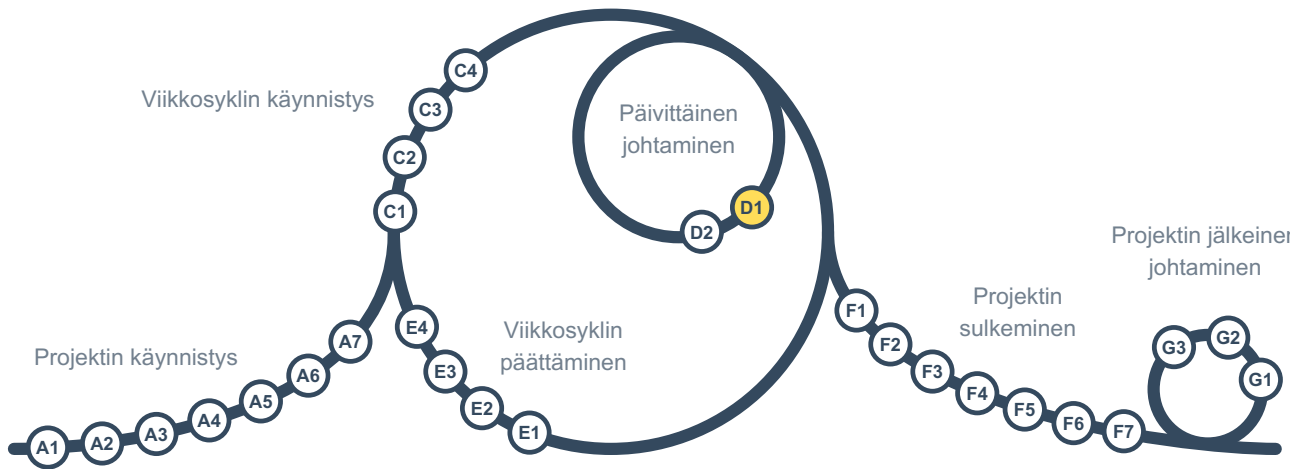 Projektin käynnistys
A1
A2
A3
A4
A5
A6
A7
Viikkosyklin käynnistys
C1
C2
C3
C4
Päivittäinen
johtaminen
D1
D2
Viikkosyklin
päättäminen
E1
E2
E3
E4
Projektin
sulkeminen
F1
F2
F3
F4
F5
F6
F7
Projektin jälkeinen
johtaminen
G1
G2
G3